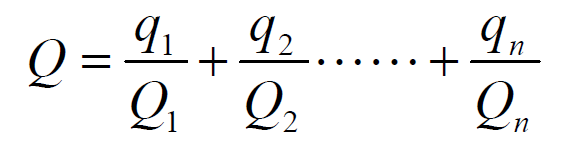 Q = q₁/Q₁ + q₂/Q₂ ······ + qₙ/Qₙ